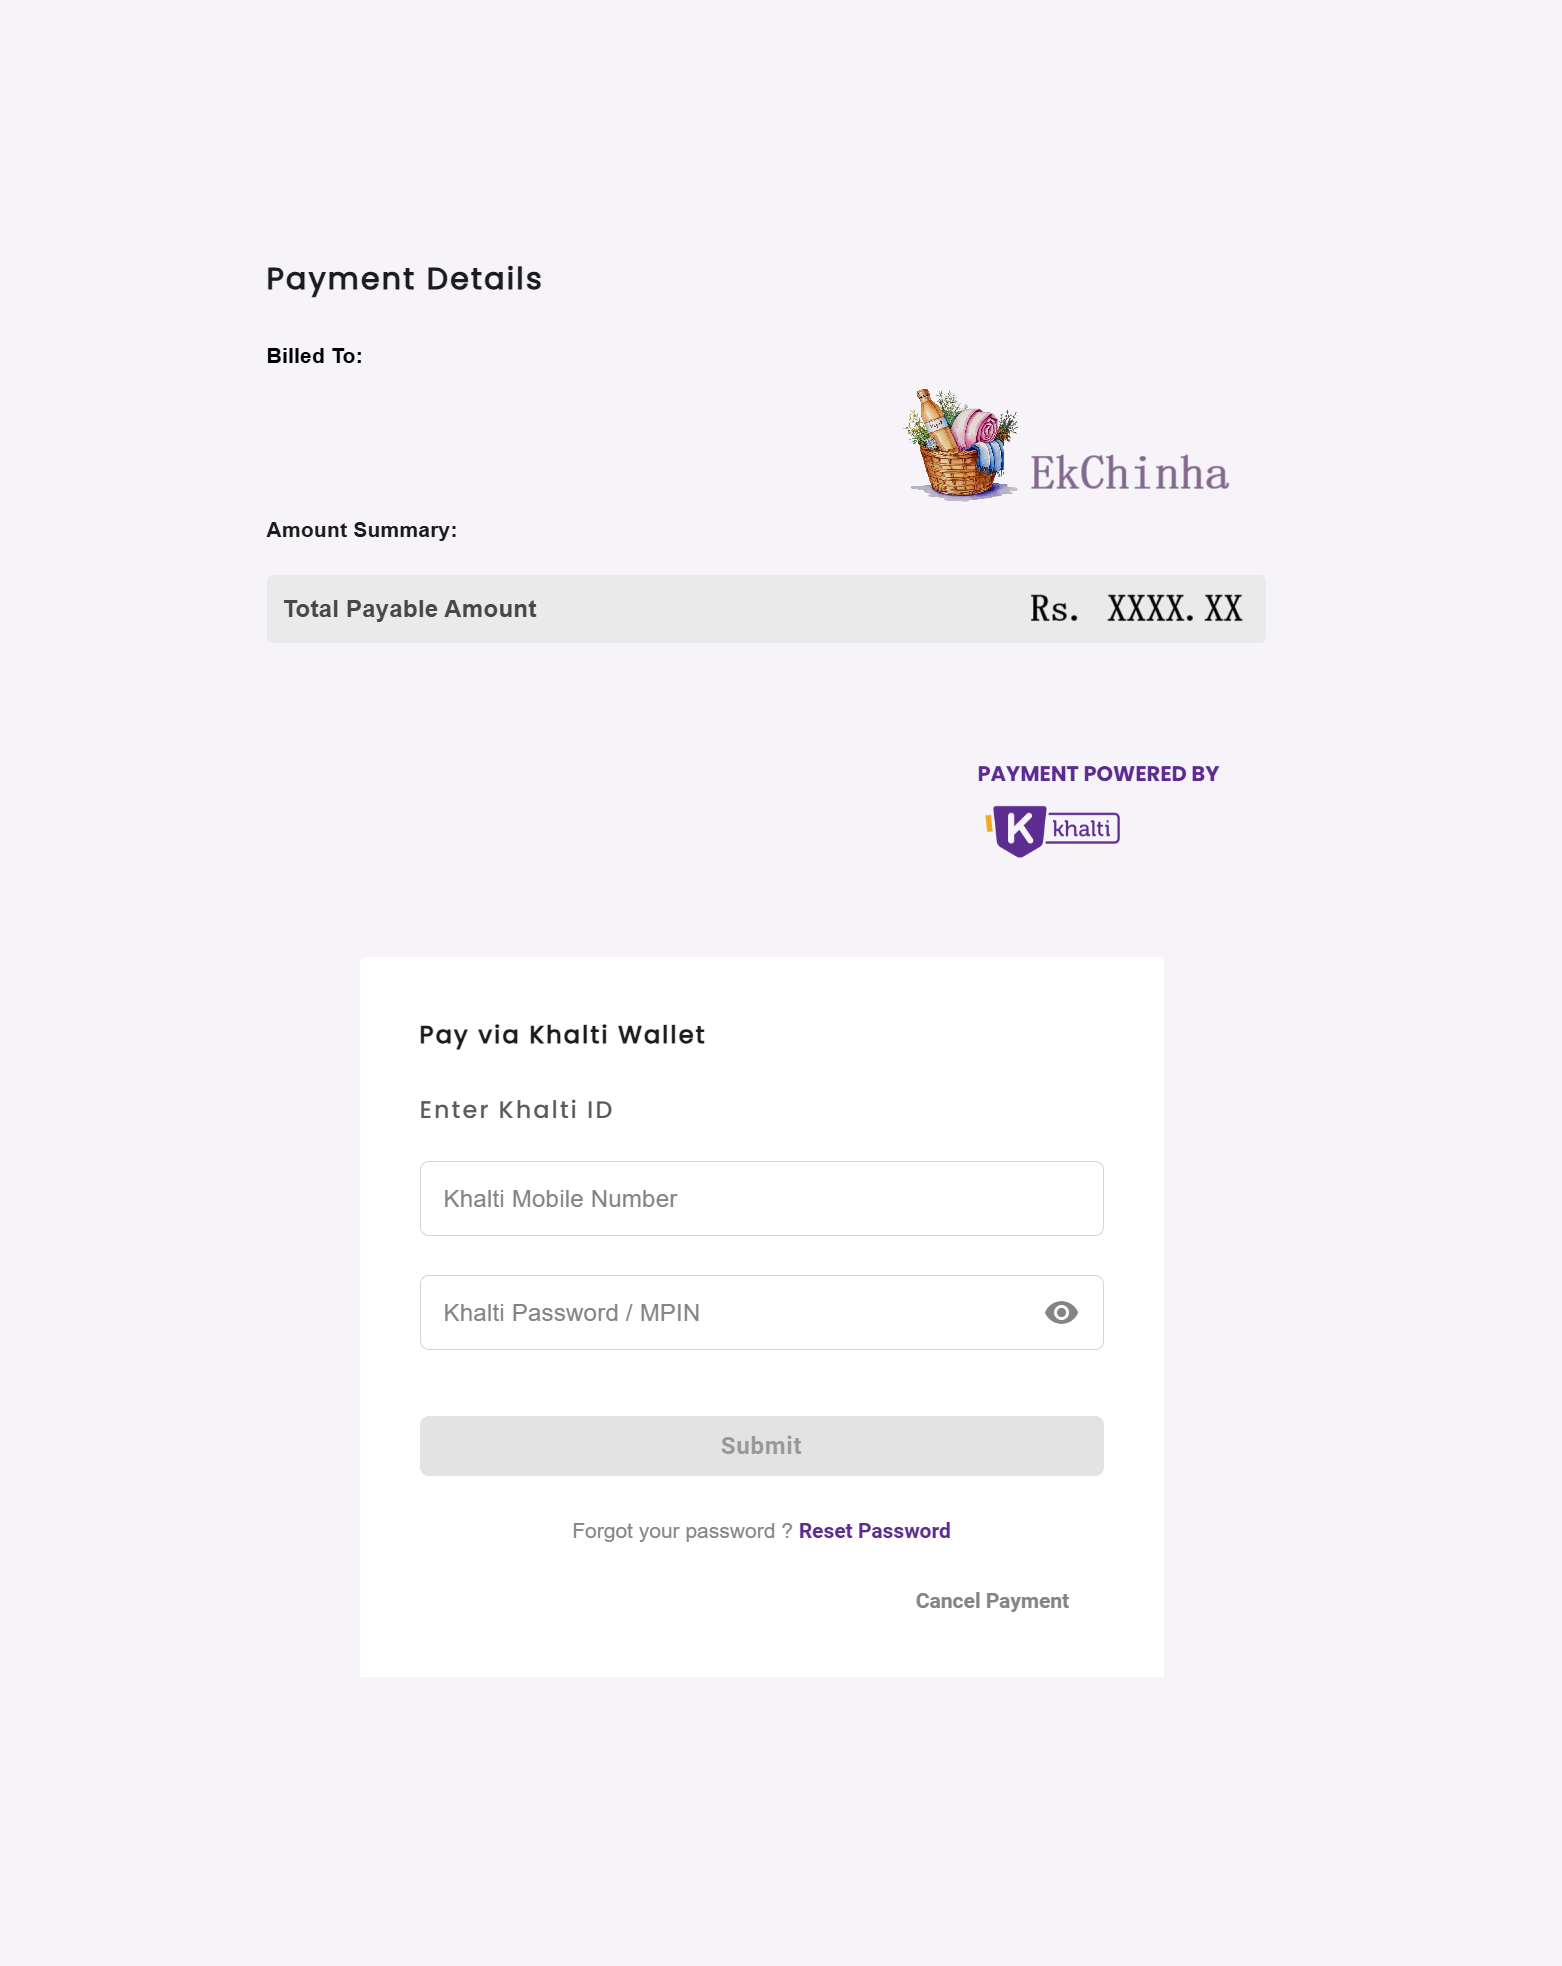 Payment Details
Billed To:
EkChinha
Amount Summary:
Total Payable Amount Rs. XXXX.XX
PAYMENT POWERED BY
K khalti
Pay via Khalti Wallet
Enter Khalti ID
Khalti Mobile Number
Khalti Password / MPIN
Submit
Forgot your password ? Reset Password
Cancel Payment